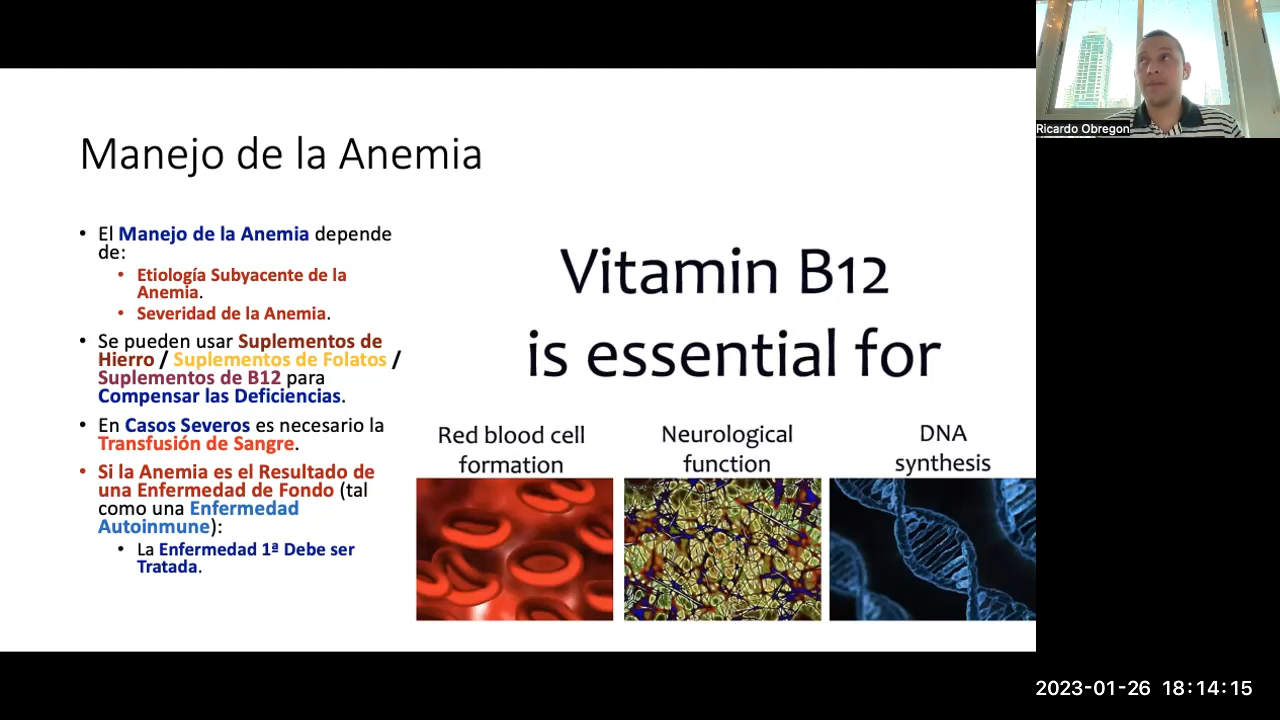 Manejo de la Anemia
• El Manejo de la Anemia depende
de:
• Etiología Subyacente de la
Anemia.
• Severidad de la Anemia.
• Se pueden usar Suplementos de
Hierro / Suplementos de Folatos /
Suplementos de B12 para
Compensar las Deficiencias.
• En Casos Severos es necesario la
Transfusión de Sangre.
• Si la Anemia es el Resultado de
una Enfermedad de Fondo (tal
como una Enfermedad
Autoinmune):
• La Enfermedad 1ª Debe ser
Tratada.
Vitamin B12
is essential for
Red blood cell
formation
Neurological
function
DNA
synthesis
Ricardo Obregon
2023-01-26 18:14:15